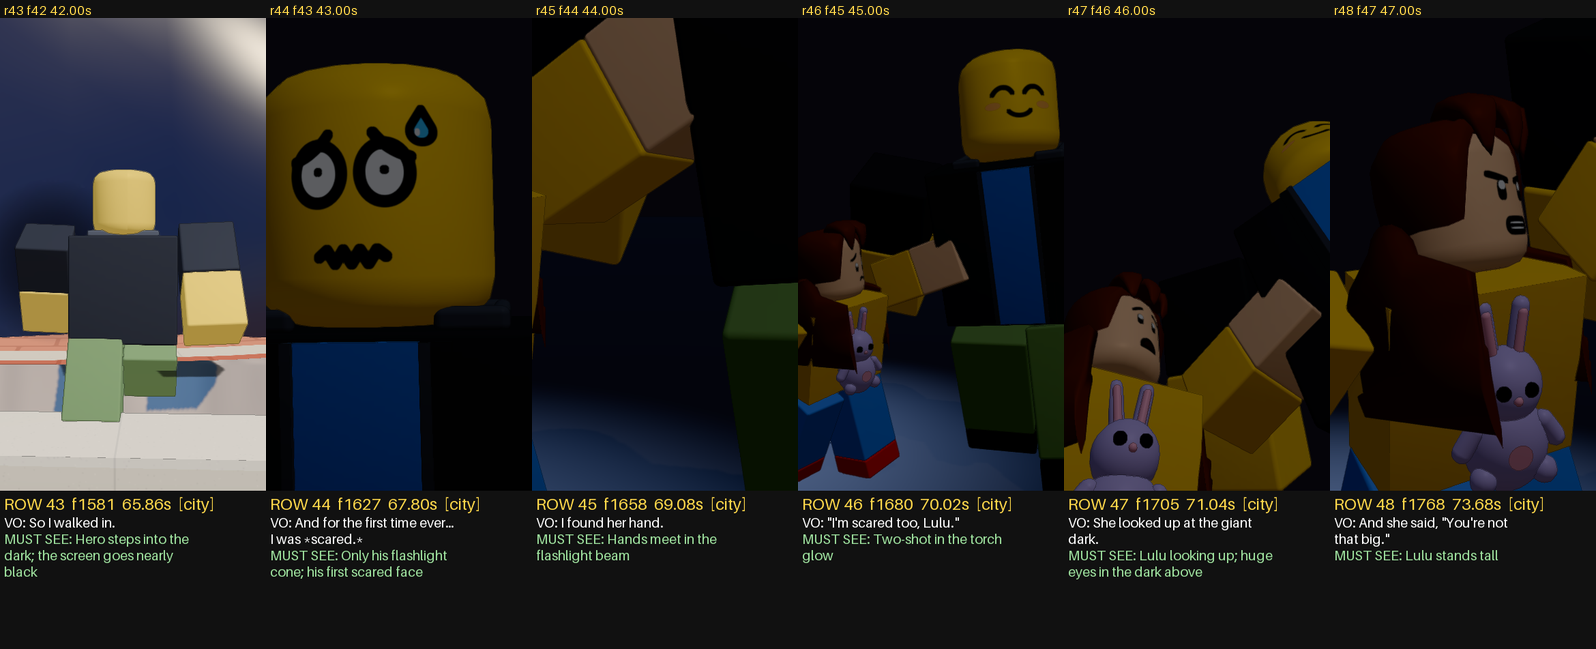 r43 f42 42.00s
r44 f43 43.00s
r45 f44 44.00s
r46 f45 45.00s
r47 f46 46.00s
r48 f47 47.00s
ROW 43 f1581 65.86s [city]
VO: So I walked in.
MUST SEE: Hero steps into the
dark; the screen goes nearly
black
ROW 44 f1627 67.80s [city]
VO: And for the first time ever...
I was *scared.*
MUST SEE: Only his flashlight
cone; his first scared face
ROW 45 f1658 69.08s [city]
VO: I found her hand.
MUST SEE: Hands meet in the
flashlight beam
ROW 46 f1680 70.02s [city]
VO: "I'm scared too, Lulu."
MUST SEE: Two-shot in the torch
glow
ROW 47 f1705 71.04s [city]
VO: She looked up at the giant
dark.
MUST SEE: Lulu looking up; huge
eyes in the dark above
ROW 48 f1768 73.68s [city]
VO: And she said, "You're not
that big."
MUST SEE: Lulu stands tall